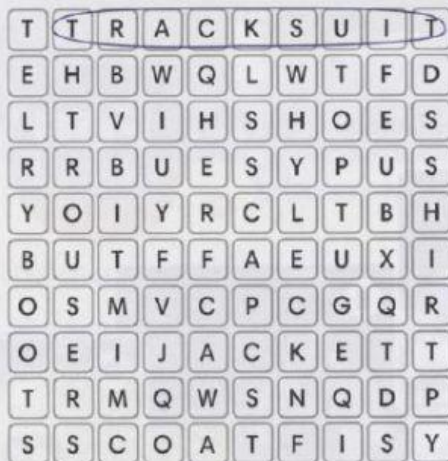 T T R A C K S U I T
E H B W Q L W T F D
L T V I H S H O E S
R R B U E S Y P U S
Y O I Y R C L T B H
B U T F F A E U X I
O S M V C P C G Q R
O E I J A C K E T T
T R M Q W S N Q D P
S S C O A T F I S Y